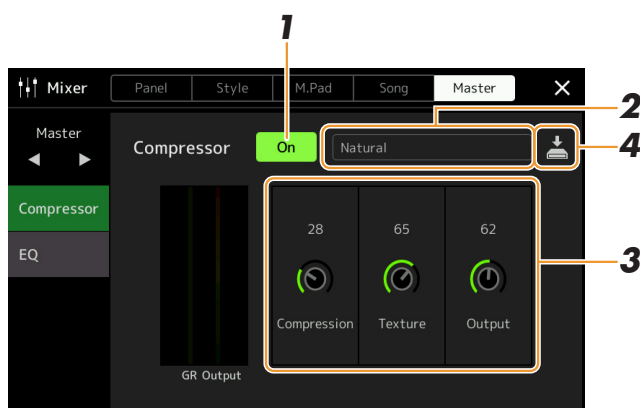 1
Mixer Panel Style M.Pad Song Master
2
Master
Compressor On Natural
4
Compressor
EQ
28 65 62
3
Compression Texture Output
GR Output